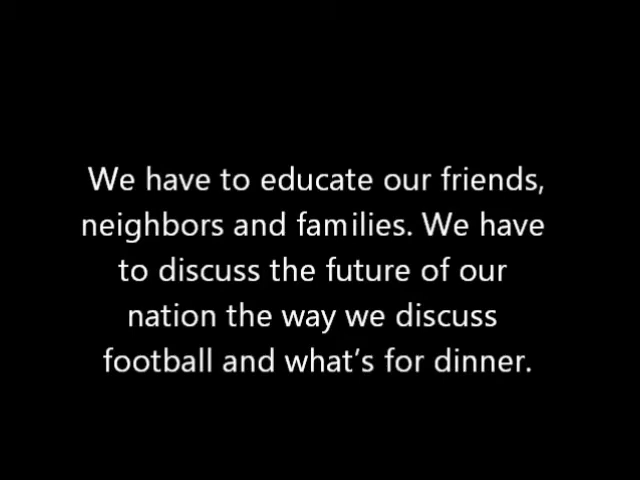 We have to educate our friends,
neighbors and families. We have
to discuss the future of our
nation the way we discuss
football and what’s for dinner.